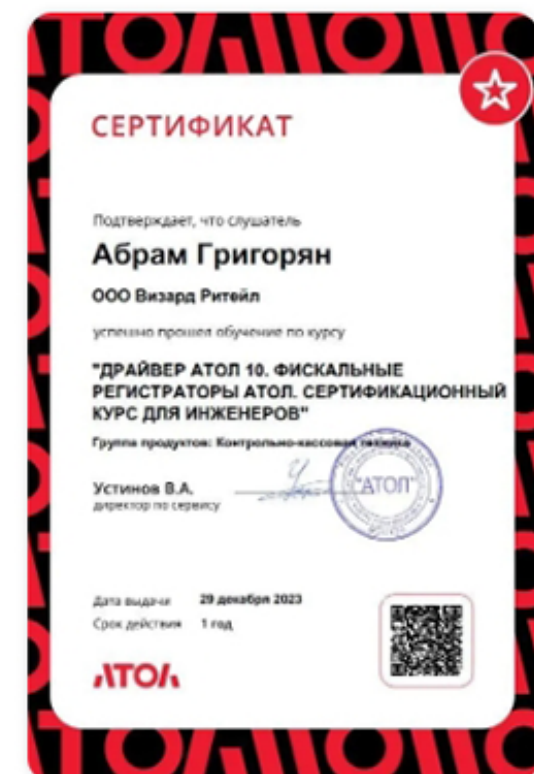 СЕРТИФИКАТ
Подтверждает, что слушатель
Абрам Григорян
ООО Визард Ритейл
успешно прошел обучение по курсу
"ДРАЙВЕР АТОЛ 10. ФИСКАЛЬНЫЕ
РЕГИСТРАТОРЫ АТОЛ. СЕРТИФИКАЦИОННЫЙ
КУРС ДЛЯ ИНЖЕНЕРОВ"
Группа продуктов: Контрольно-кассовая техника
Устинов В.А.
директор по сервису
"АТОЛ"
Дата выдачи 29 декабря 2023
Срок действия 1 год
АТОЛ